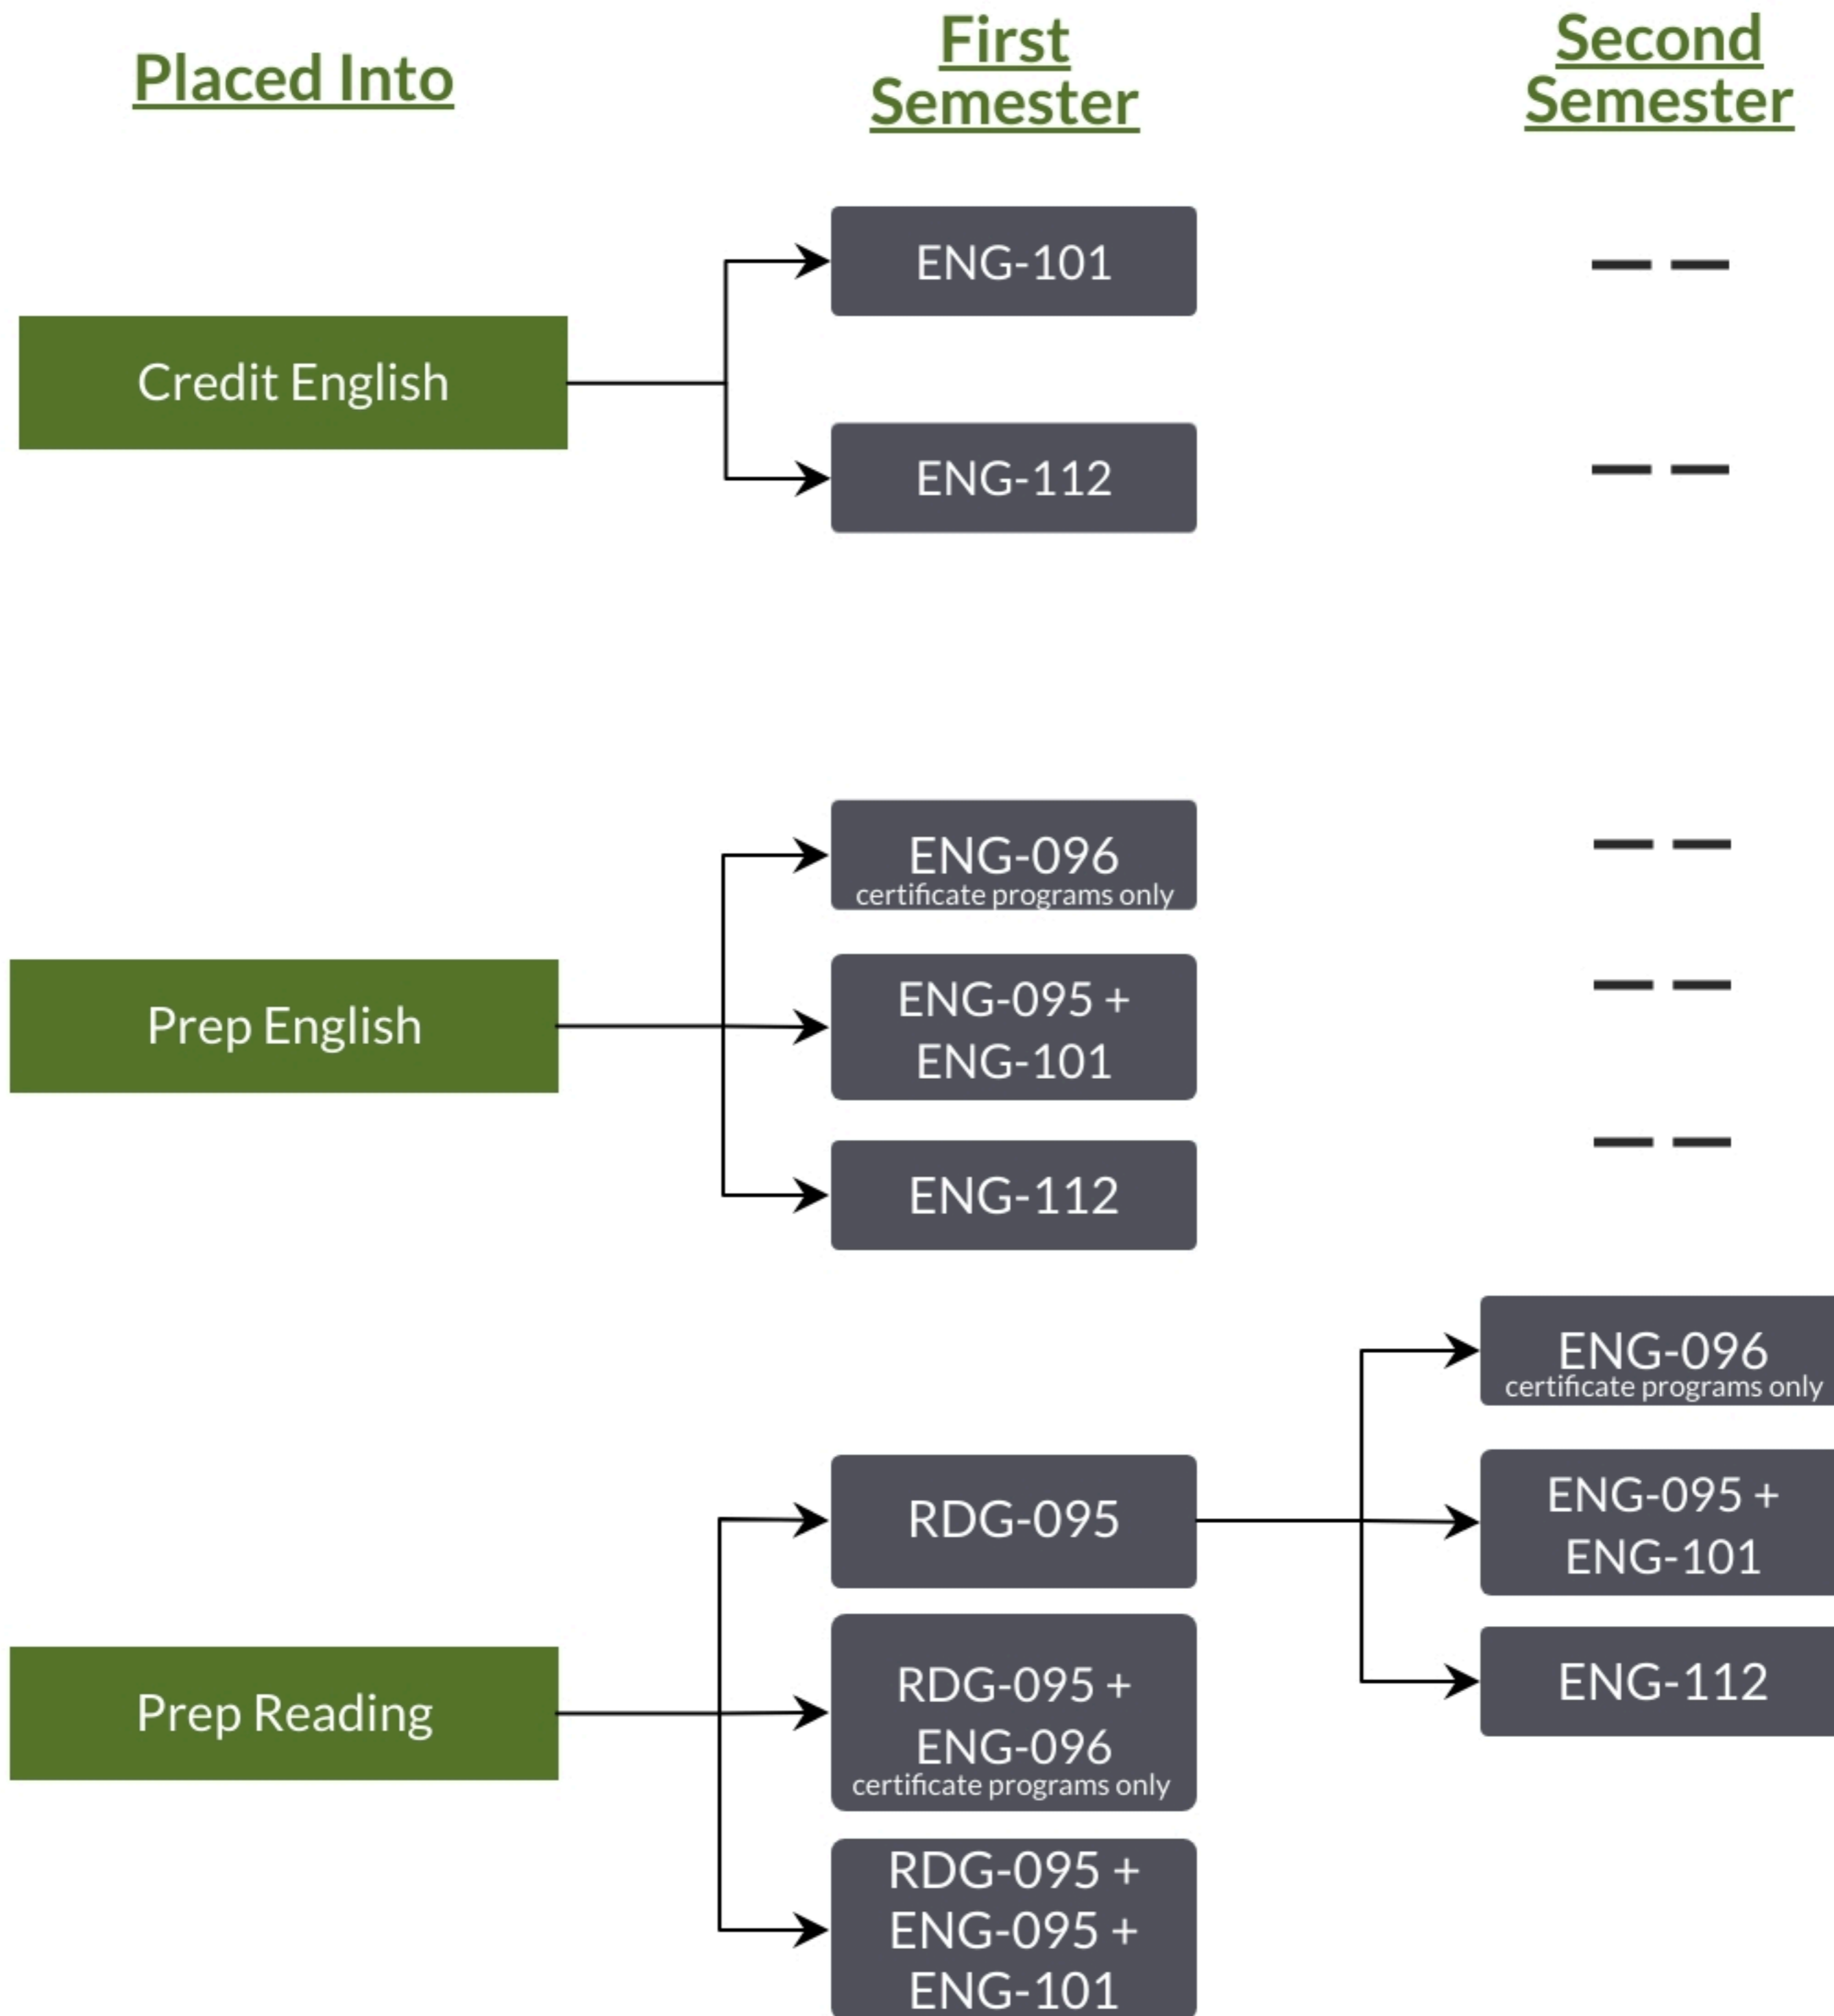 Placed Into
First
Semester
Second
Semester
ENG-101
Credit English
ENG-112
ENG-096
certificate programs only
Prep English
ENG-095 +
ENG-101
ENG-112
ENG-096
certificate programs only
RDG-095
ENG-095 +
ENG-101
Prep Reading
RDG-095 +
ENG-096
certificate programs only
ENG-112
RDG-095 +
ENG-095 +
ENG-101